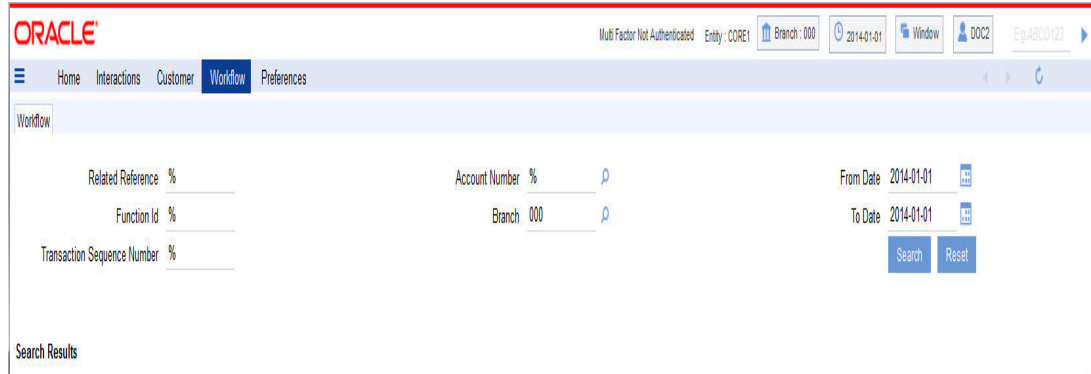 ORACLE
Multi Factor Not Authenticated Entity : CORE1 Branch : 000 2014-01-01 Window DOC2 E.g.ABCD123
Home Interactions Customer Workflow Preferences
Workflow
Related Reference % Account Number % From Date 2014-01-01
Function Id % Branch 000 To Date 2014-01-01
Transaction Sequence Number % Search Reset
Search Results